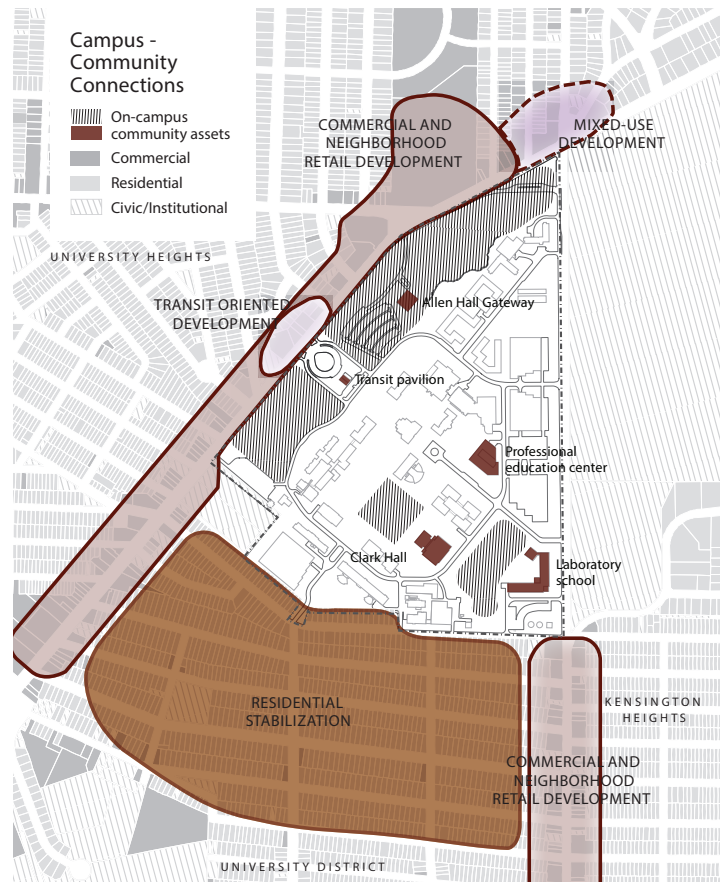 Campus -
Community
Connections
On-campus
community assets
Commercial
Residential
Civic/Institutional
COMMERCIAL AND
NEIGHBORHOOD
RETAIL DEVELOPMENT
MIXED-USE
DEVELOPMENT
UNIVERSITY HEIGHTS
TRANSIT ORIENTED
DEVELOPMENT
Allen Hall Gateway
Transit pavilion
Professional
education center
Clark Hall
Laboratory
school
RESIDENTIAL
STABILIZATION
KENSINGTON
HEIGHTS
COMMERCIAL AND
NEIGHBORHOOD
RETAIL DEVELOPMENT
UNIVERSITY DISTRICT